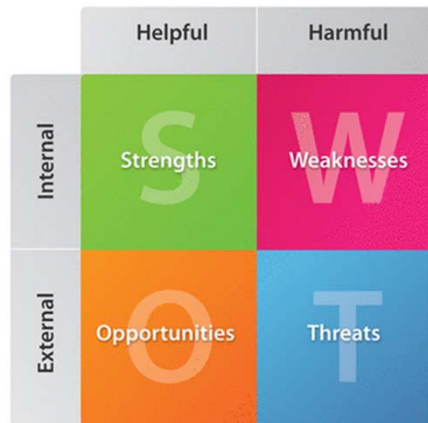 Helpful
Harmful
Internal
S
Strengths
W
Weaknesses
External
O
Opportunities
T
Threats